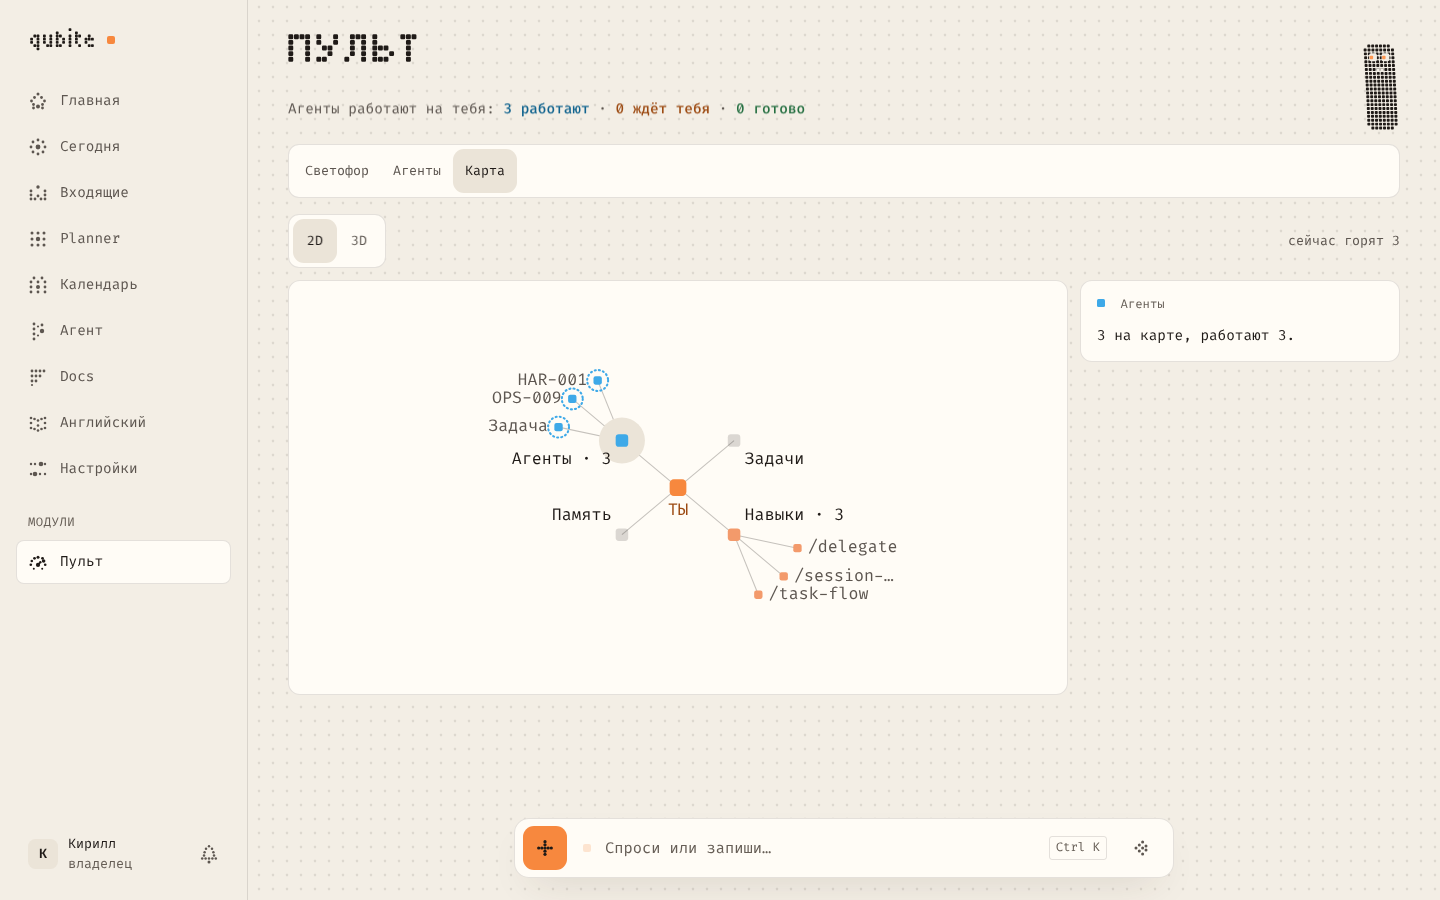 qubite
Главная
Сегодня
Входящие
Planner
Календарь
Агент
Docs
Английский
Настройки
МОДУЛИ
Пульт
К
Кирилл
владелец
ПУЛЬТ
Агенты работают на тебя: 3 работают · 0 ждёт тебя · 0 готово
Светофор Агенты Карта
2D 3D
сейчас горят 3
HAR-001
OPS-009
Задача
Агенты · 3
Задачи
Память
ТЫ
Навыки · 3
/delegate
/session-…
/task-flow
Агенты
3 на карте, работают 3.
Спроси или запиши…
Ctrl K